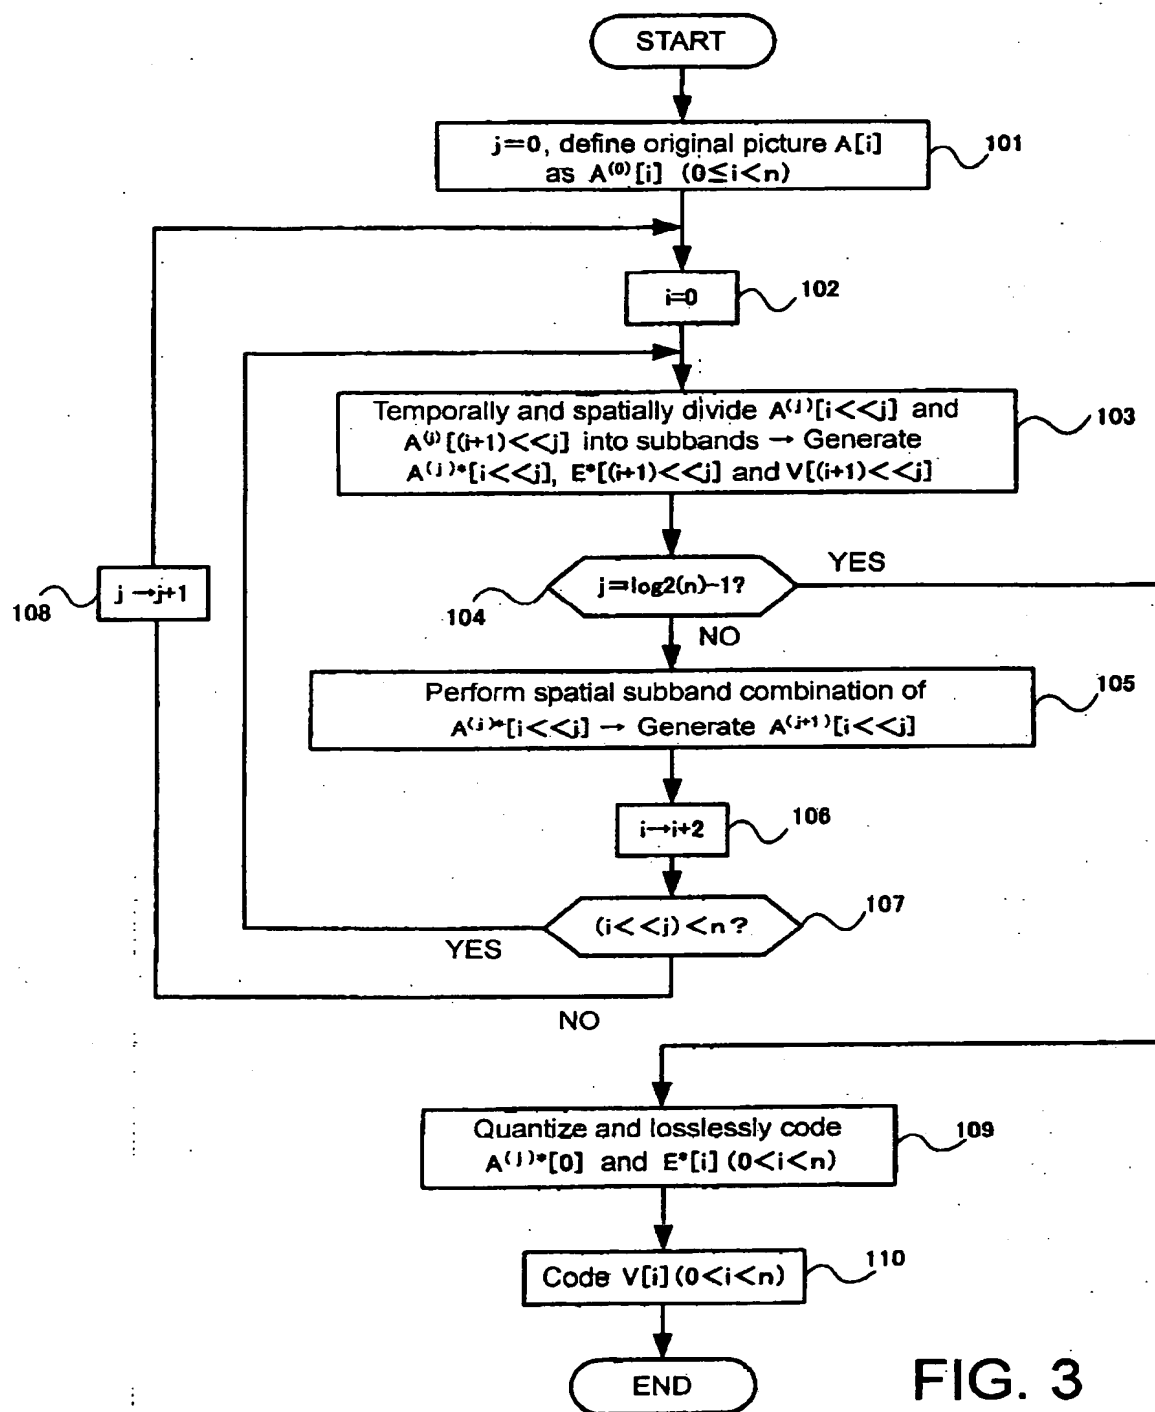 START
j=0, define original picture A[i]
as A⁽⁰⁾[i] (0≤i<n)
101
i=0
102
Temporally and spatially divide A⁽ʲ⁾[i<<j] and
A⁽ʲ⁾[(i+1)<<j] into subbands → Generate
A⁽ʲ⁾*[i<<j], E*[(i+1)<<j] and V[(i+1)<<j]
103
j=log2(n)-1?
YES
104
NO
108
j→j+1
Perform spatial subband combination of
A⁽ʲ⁾*[i<<j] → Generate A⁽ʲ⁺¹⁾[i<<j]
105
i→i+2
106
(i<<j)<n?
107
YES
NO
Quantize and losslessly code
A⁽ʲ⁾*[0] and E*[i](0<i<n)
109
Code V[i](0<i<n)
110
END
FIG. 3